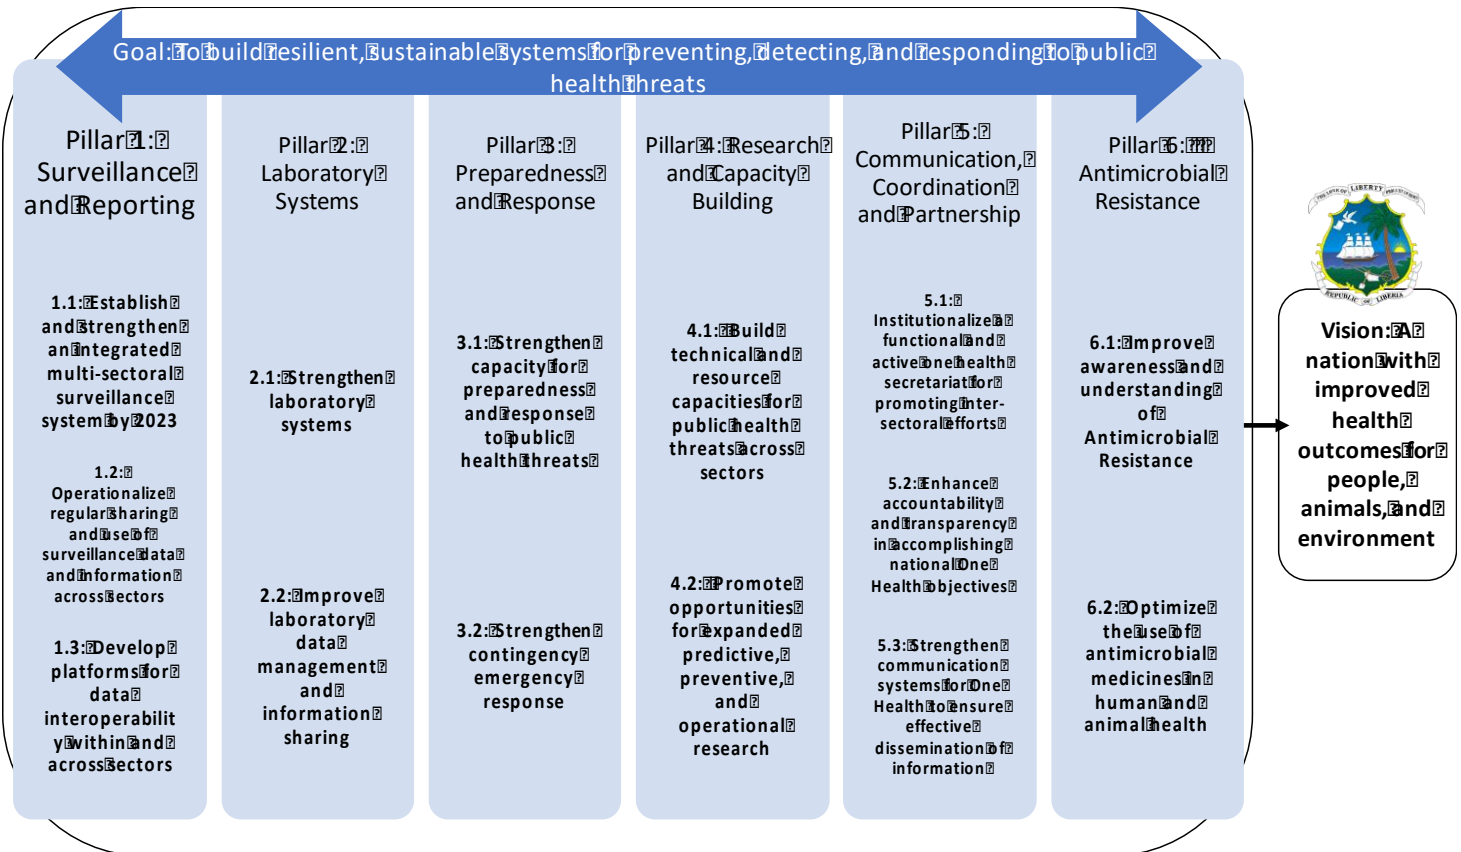 Goal: To build resilient, sustainable systems for preventing, detecting, and responding to public
health threats
Pillar 1:
Surveillance
and Reporting
1.1: Establish
and strengthen
an integrated
multi-sectoral
surveillance
system by 2023
1.2:
Operationalize
regular sharing
and use of
surveillance data
and information
across sectors
1.3: Develop
platforms for
data
interoperabilit
y within and
across sectors
Pillar 2:
Laboratory
Systems
2.1: Strengthen
laboratory
systems
2.2: Improve
laboratory
data
management
and
information
sharing
Pillar 3:
Preparedness
and Response
3.1: Strengthen
capacity for
preparedness
and response
to public
health threats
3.2: Strengthen
contingency
emergency
response
Pillar 4: Research
and Capacity
Building
4.1: Build
technical and
resource
capacities for
public health
threats across
sectors
4.2: Promote
opportunities
for expanded
predictive,
preventive,
and
operational
research
Pillar 5:
Communication,
Coordination
and Partnership
5.1:
Institutionalize a
functional and
active one health
secretariat for
promoting inter-
sectoral efforts
5.2: Enhance
accountability
and transparency
in accomplishing
national One
Health objectives
5.3: Strengthen
communication
systems for One
Health to ensure
effective
dissemination of
information
Pillar 6:
Antimicrobial
Resistance
6.1: Improve
awareness and
understanding
of
Antimicrobial
Resistance
6.2: Optimize
the use of
antimicrobial
medicines in
human and
animal health
THE LOVE OF LIBERTY BROUGHT US HERE
REPUBLIC OF LIBERIA
Vision: A
nation with
improved
health
outcomes for
people,
animals, and
environment